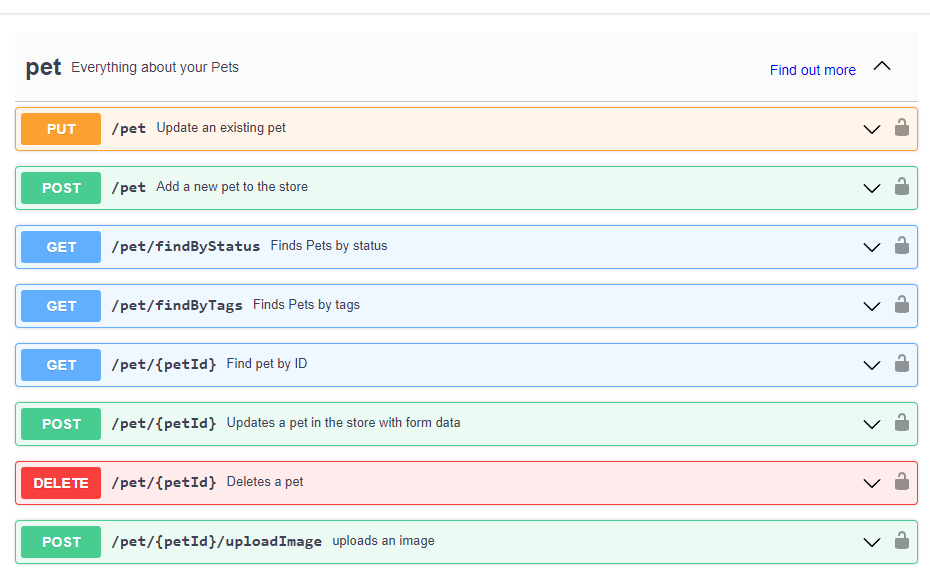 pet Everything about your Pets Find out more
PUT /pet Update an existing pet
POST /pet Add a new pet to the store
GET /pet/findByStatus Finds Pets by status
GET /pet/findByTags Finds Pets by tags
GET /pet/{petId} Find pet by ID
POST /pet/{petId} Updates a pet in the store with form data
DELETE /pet/{petId} Deletes a pet
POST /pet/{petId}/uploadImage uploads an image